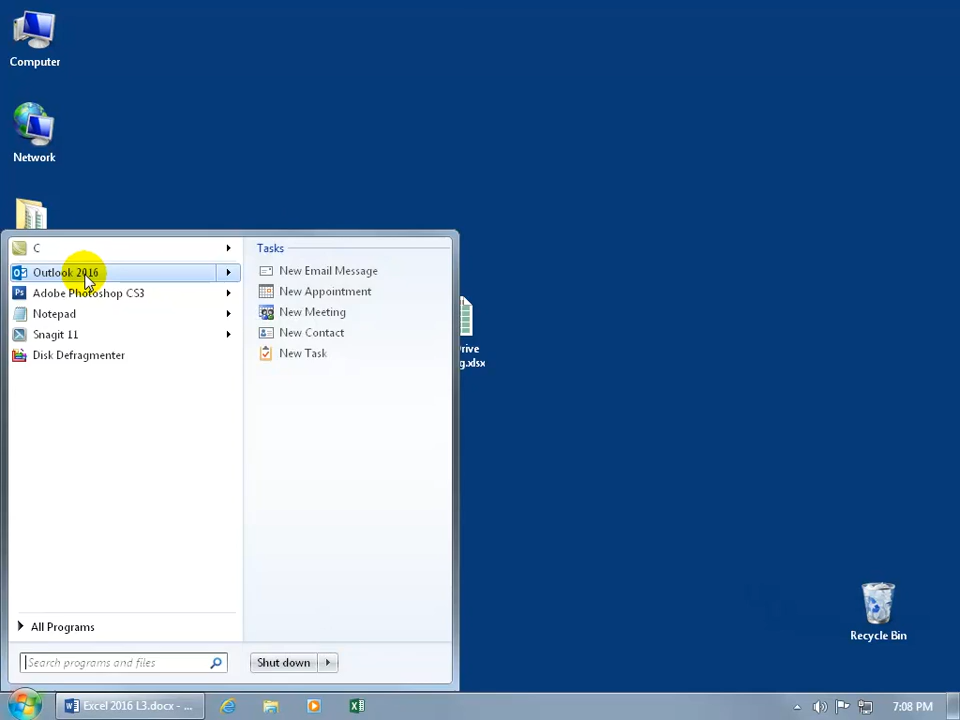 Computer
Network
C
Outlook 2016
Adobe Photoshop CS3
Notepad
Snagit 11
Disk Defragmenter
All Programs
Search programs and files
Tasks
New Email Message
New Appointment
New Meeting
New Contact
New Task
Shut down
rive
g.xlsx
Recycle Bin
Excel 2016 L3.docx - ...
7:08 PM